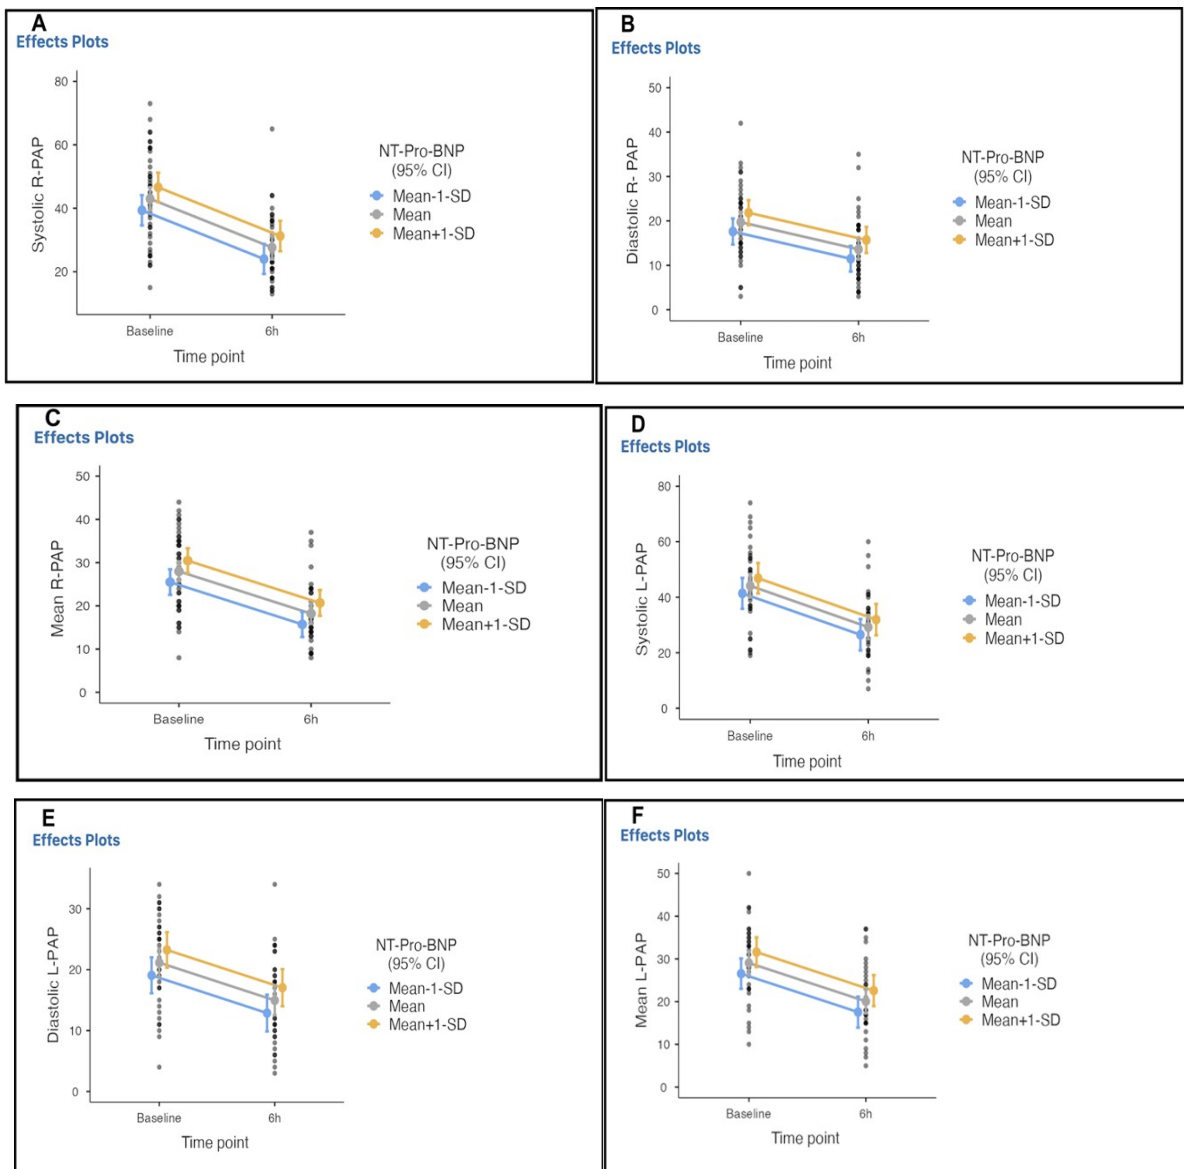 A
Effects Plots
Systolic R-PAP
80
60
40
20
Baseline
6h
Time point
NT-Pro-BNP
(95% CI)
Mean-1-SD
Mean
Mean+1-SD
B
Effects Plots
Diastolic R- PAP
50
40
30
20
10
0
Baseline
6h
Time point
NT-Pro-BNP
(95% CI)
Mean-1-SD
Mean
Mean+1-SD
C
Effects Plots
Mean R-PAP
50
40
30
20
10
0
Baseline
6h
Time point
NT-Pro-BNP
(95% CI)
Mean-1-SD
Mean
Mean+1-SD
D
Effects Plots
Systolic L-PAP
80
60
40
20
0
Baseline
6h
Time point
NT-Pro-BNP
(95% CI)
Mean-1-SD
Mean
Mean+1-SD
E
Effects Plots
Diastolic L-PAP
30
20
10
0
Baseline
6h
Time point
NT-Pro-BNP
(95% CI)
Mean-1-SD
Mean
Mean+1-SD
F
Effects Plots
Mean L-PAP
50
40
30
20
10
0
Baseline
6h
Time point
NT-Pro-BNP
(95% CI)
Mean-1-SD
Mean
Mean+1-SD